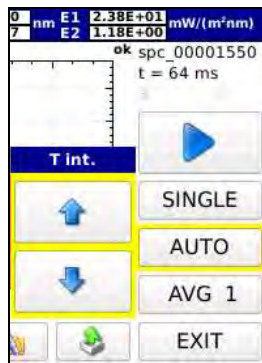 0 nm E1 2.38E+01 mW/(m²nm)
7 E2 1.18E+00
ok spc_00001550
t = 64 ms
T int.
SINGLE
AUTO
AVG 1
EXIT